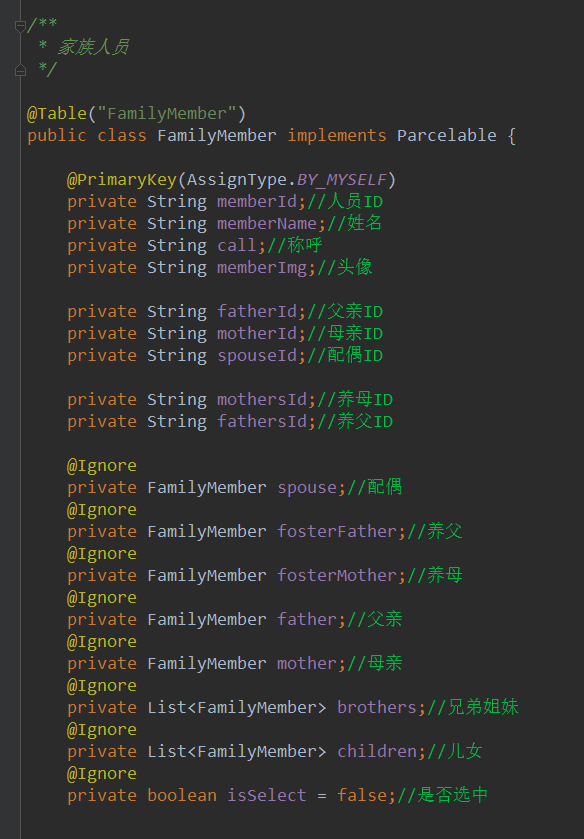 /**
 * 家族人员
 */
@Table("FamilyMember")
public class FamilyMember implements Parcelable {
@PrimaryKey(AssignType.BY_MYSELF)
private String memberId;//人员ID
private String memberName;//姓名
private String call;//称呼
private String memberImg;//头像
private String fatherId;//父亲ID
private String motherId;//母亲ID
private String spouseId;//配偶ID
private String mothersId;//养母ID
private String fathersId;//养父ID
@Ignore
private FamilyMember spouse;//配偶
@Ignore
private FamilyMember fosterFather;//养父
@Ignore
private FamilyMember fosterMother;//养母
@Ignore
private FamilyMember father;//父亲
@Ignore
private FamilyMember mother;//母亲
@Ignore
private List<FamilyMember> brothers;//兄弟姐妹
@Ignore
private List<FamilyMember> children;//儿女
@Ignore
private boolean isSelect = false;//是否选中